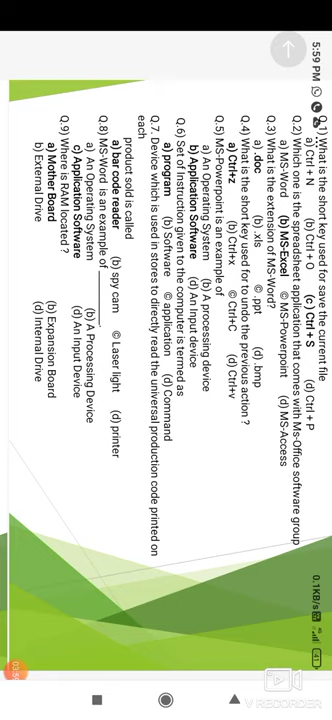 5:59 PM
0.1KB/s
41
Q.1) What is the short key used for save the current file
a) Ctrl + N (b) Ctrl + O (c) Ctrl + S (d) Ctrl + P
Q.2) Which one is the spreadsheet application that comes with Ms-Office software group
a) MS-Word (b) MS-Excel © MS-Powerpoint (d) MS-Access
Q.3) What is the extension of MS-Word?
a) .doc (b) .xls © .ppt (d) .bmp
Q.4) What is the short key used for to undo the previous action ?
a) Ctrl+z (b) Ctrl+x © Ctrl+C (d) Ctrl+v
Q.5) MS-Powerpoint is an example of
a) An Operating System (b) A processing device
b) Application Software (d) An Input device
Q.6) Set of Instruction given to the computer is termed as
a) program (b) Software © application (d) Command
Q.7) Device which is used in stores to directly read the universal production code printed on
each
product sold is called
a) bar code reader (b) spy cam © Laser light (d) printer
Q.8) MS-Word is an example of ________.
a) An Operating System (b) A Processing Device
c) Application Software (d) An Input Device
Q.9) Where is RAM located ?
a) Mother Board (b) Expansion Board
b) External Drive (d) Internal Drive
V RECORDER